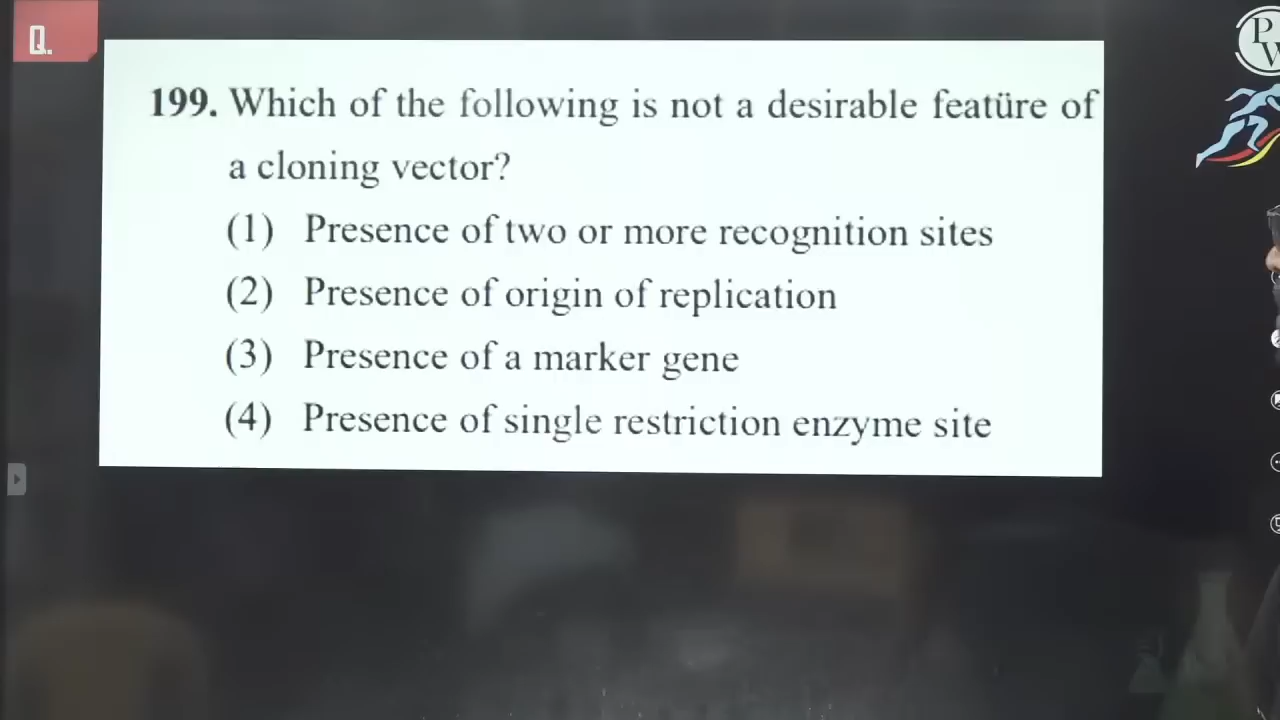 Q.
199. Which of the following is not a desirable featüre of
a cloning vector?
(1) Presence of two or more recognition sites
(2) Presence of origin of replication
(3) Presence of a marker gene
(4) Presence of single restriction enzyme site
PW